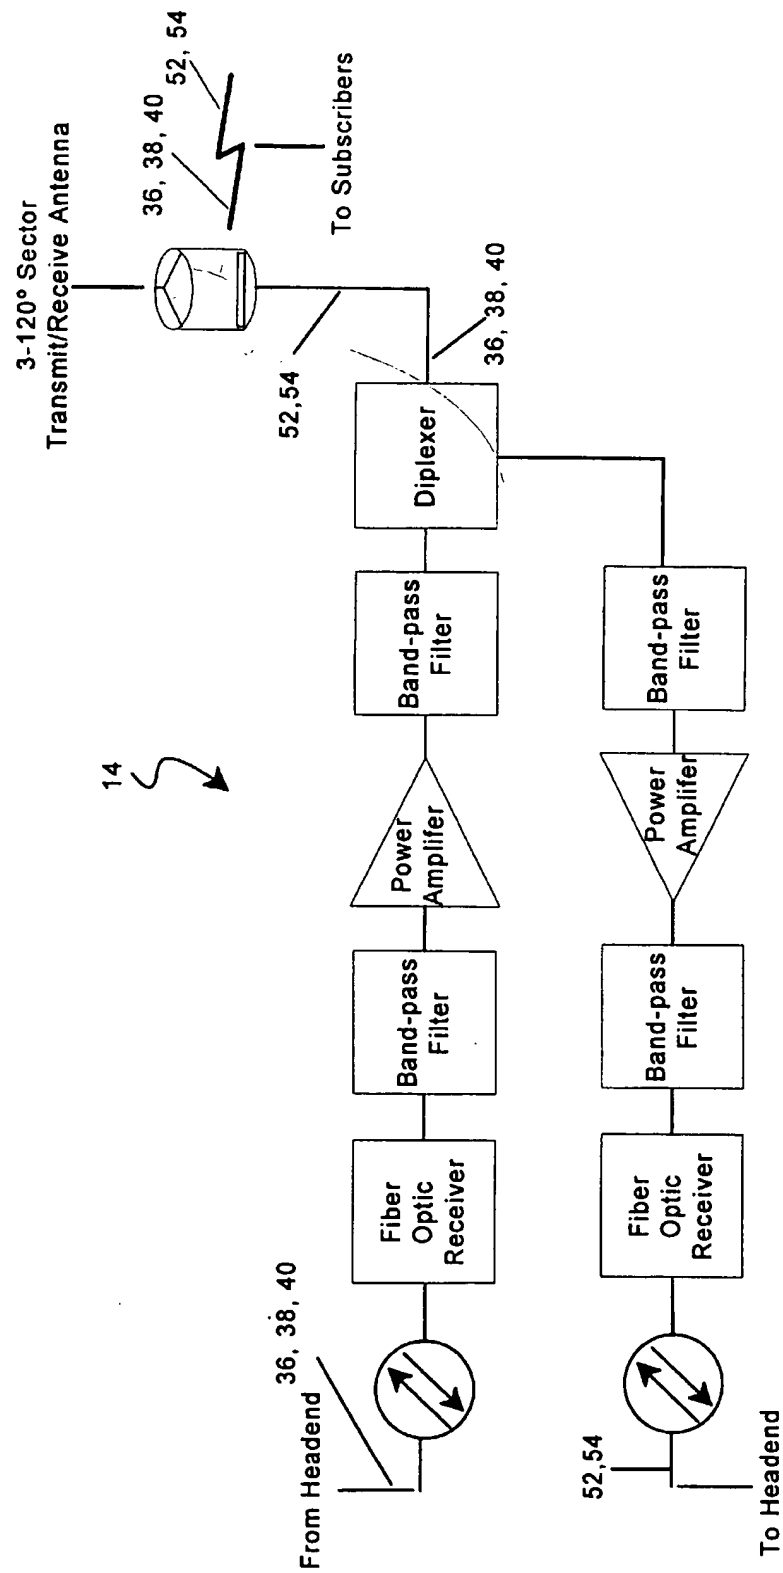 3-120° Sector
Transmit/Receive Antenna
36, 38, 40
52, 54
To Subscribers
52,54
36, 38, 40
14
From Headend
36, 38, 40
Fiber
Optic
Receiver
Band-pass
Filter
Power
Amplifer
Band-pass
Filter
Diplexer
52,54
To Headend
Fiber
Optic
Receiver
Band-pass
Filter
Power
Amplifer
Band-pass
Filter